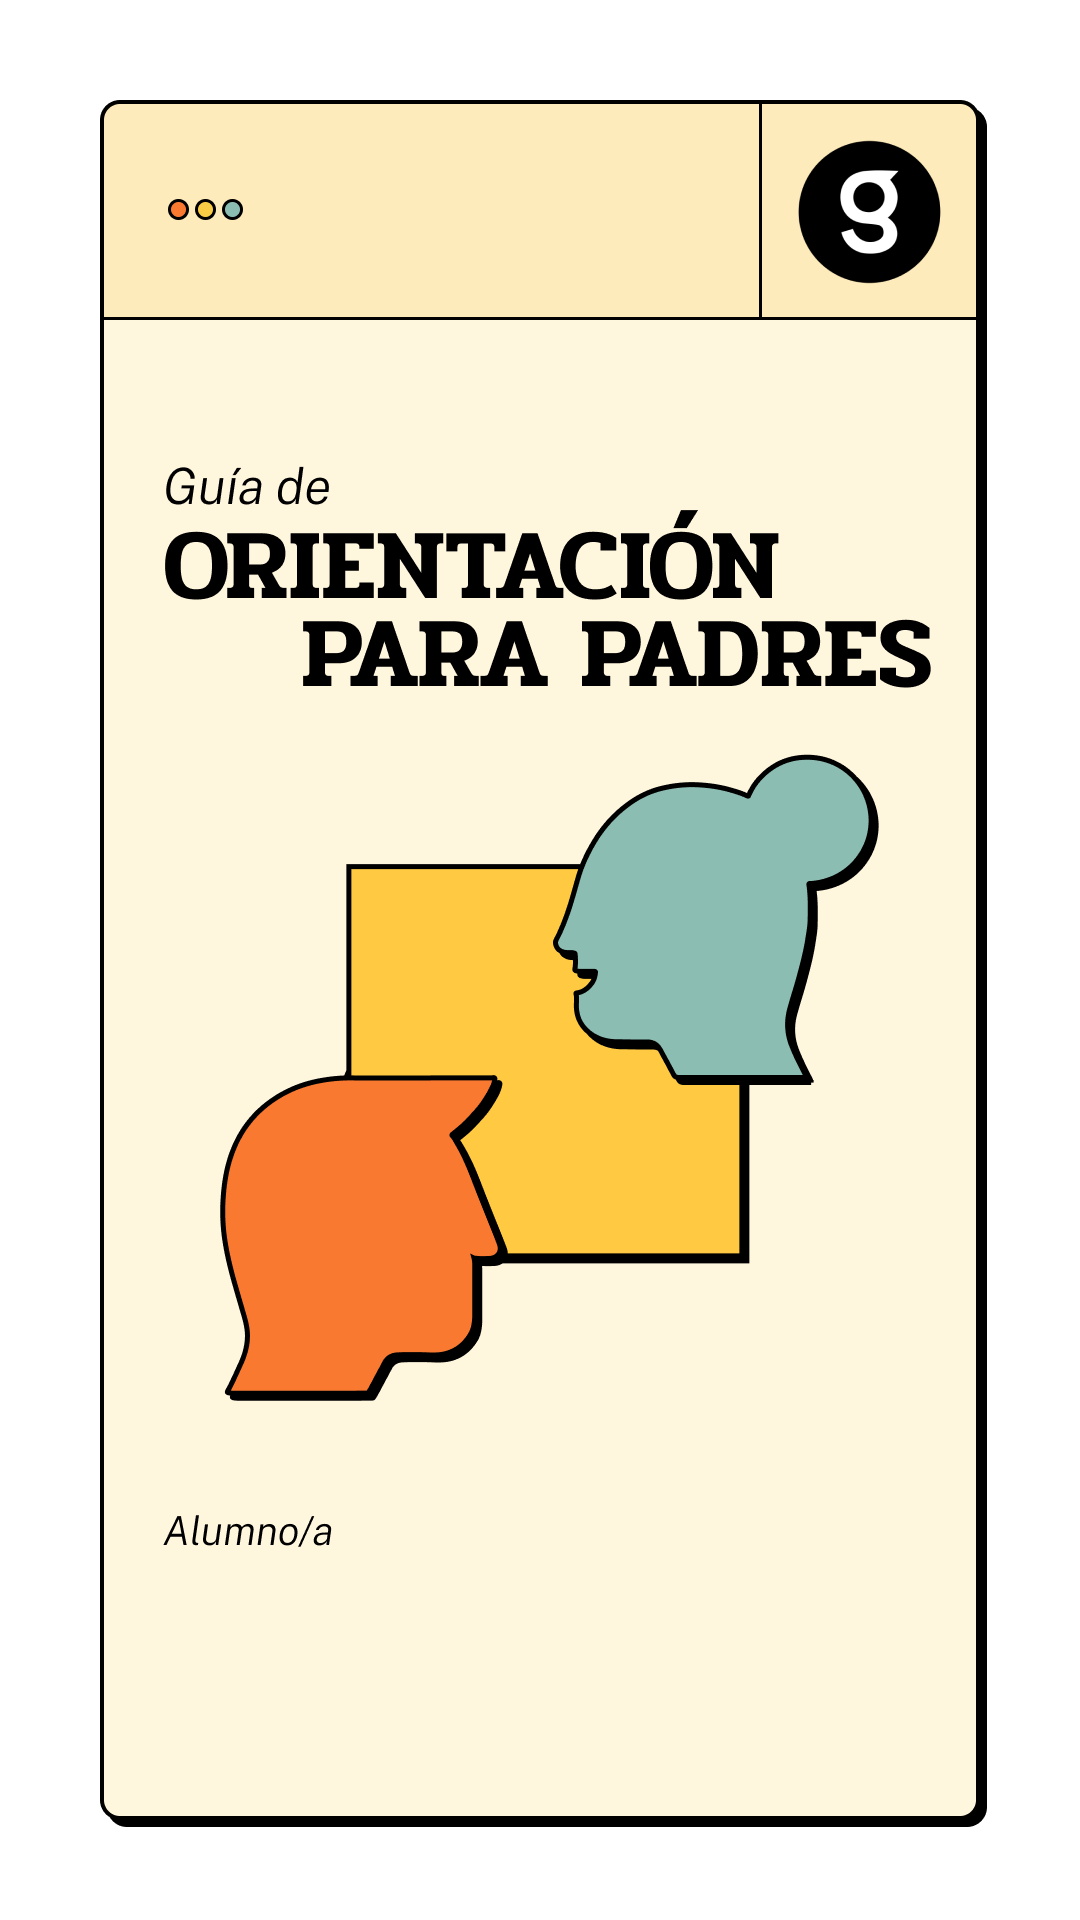 g
Guía de
ORIENTACIÓN
PARA PADRES
Alumno/a